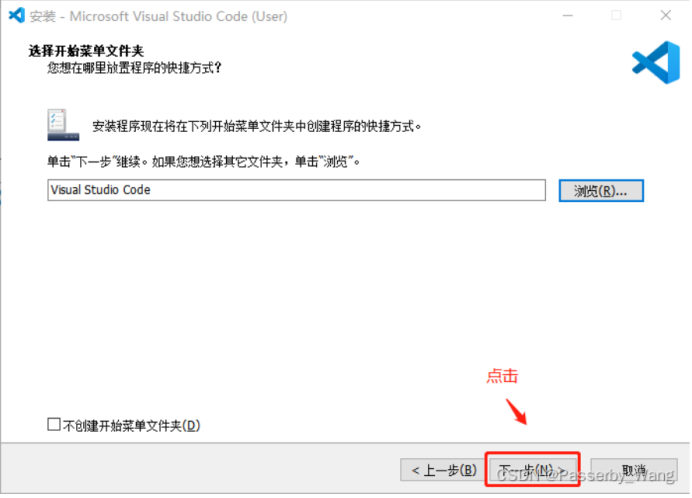 安装 - Microsoft Visual Studio Code (User)
选择开始菜单文件夹
您想在哪里放置程序的快捷方式?
安装程序现在将在下列开始菜单文件夹中创建程序的快捷方式。
单击“下一步”继续。如果您想选择其它文件夹，单击“浏览”。
Visual Studio Code
浏览(R)...
点击
不创建开始菜单文件夹(D)
< 上一步(B)
下一步(N) >
取消
CSDN @Passerby_Wang